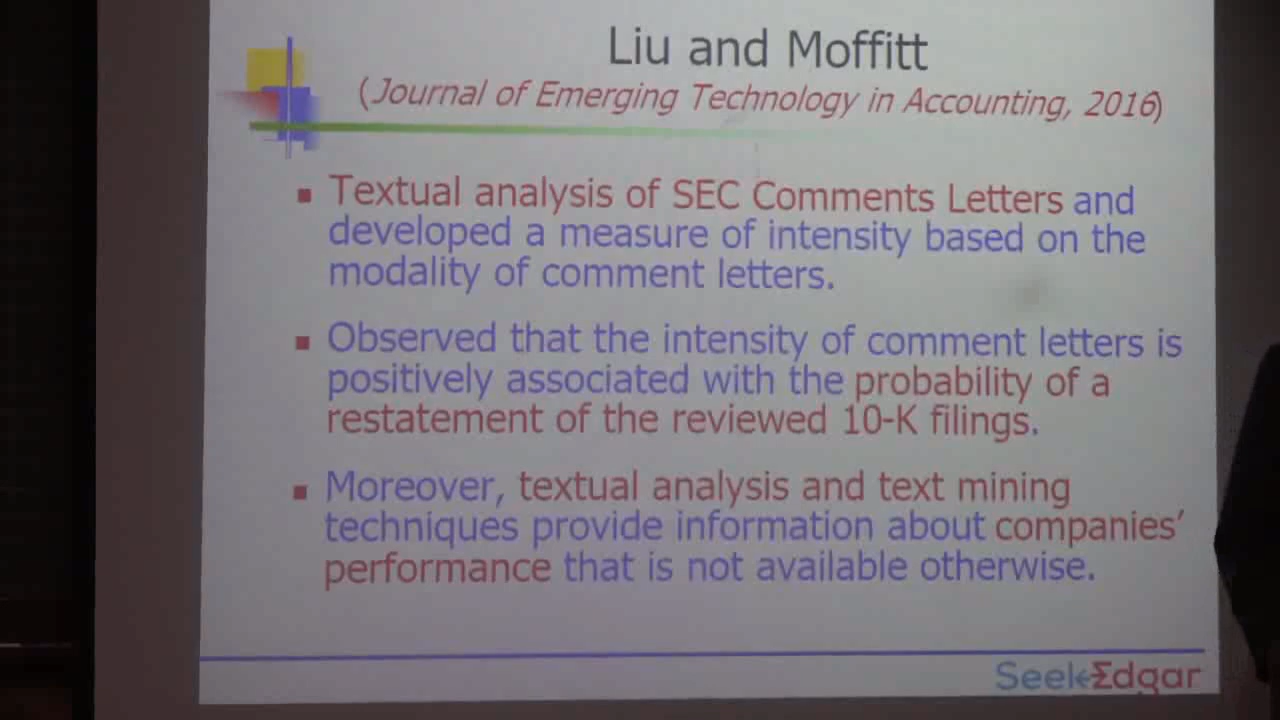 Liu and Moffitt
(Journal of Emerging Technology in Accounting, 2016)
Textual analysis of SEC Comments Letters and
developed a measure of intensity based on the
modality of comment letters.
Observed that the intensity of comment letters is
positively associated with the probability of a
restatement of the reviewed 10-K filings.
Moreover, textual analysis and text mining
techniques provide information about companies’
performance that is not available otherwise.
SeekEdgar